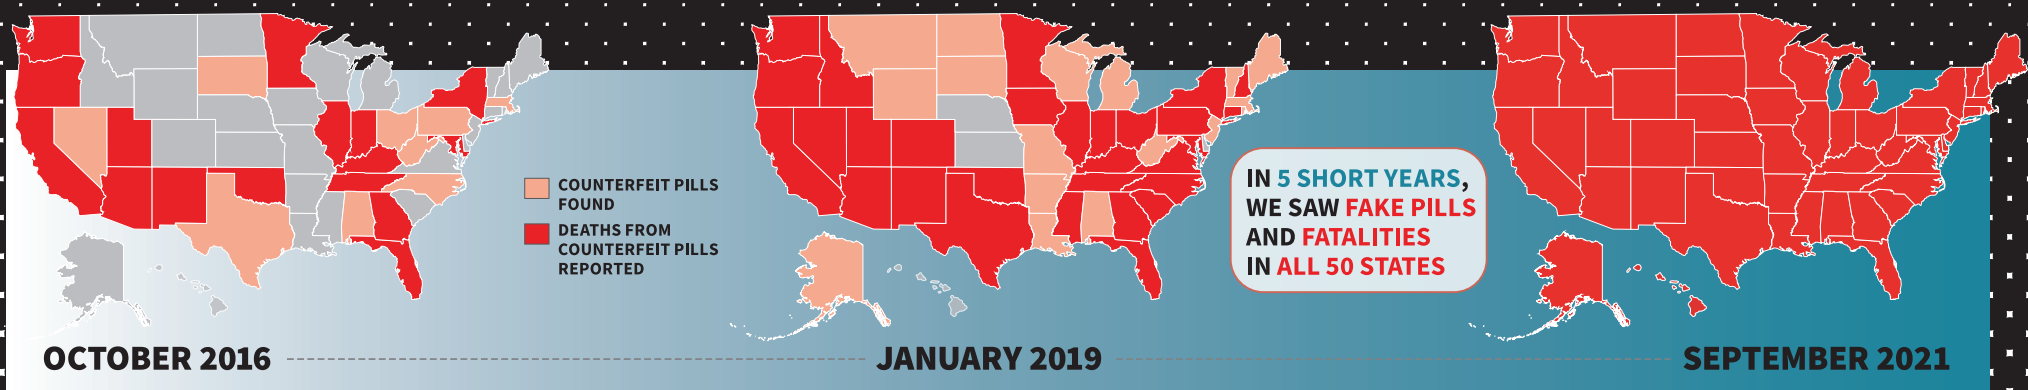 COUNTERFEIT PILLS
FOUND
DEATHS FROM
COUNTERFEIT PILLS
REPORTED
IN 5 SHORT YEARS,
WE SAW FAKE PILLS
AND FATALITIES
IN ALL 50 STATES
OCTOBER 2016
JANUARY 2019
SEPTEMBER 2021